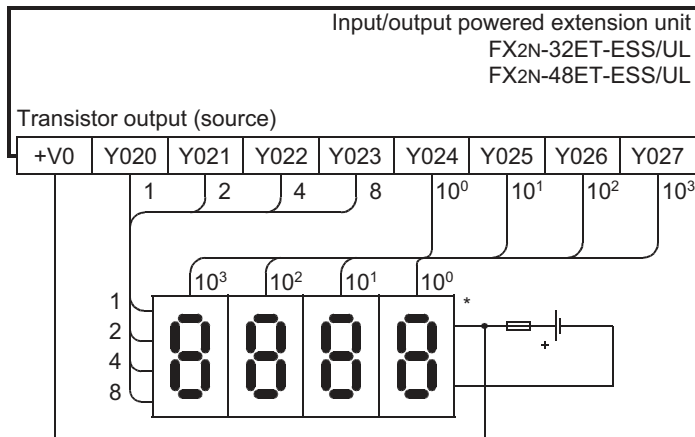 Input/output powered extension unit
FX2N-32ET-ESS/UL
FX2N-48ET-ESS/UL
Transistor output (source)
+V0 Y020 Y021 Y022 Y023 Y024 Y025 Y026 Y027
1 2 4 8 10⁰ 10¹ 10² 10³
10³ 10² 10¹ 10⁰
1
2
4
8
8888
*
+